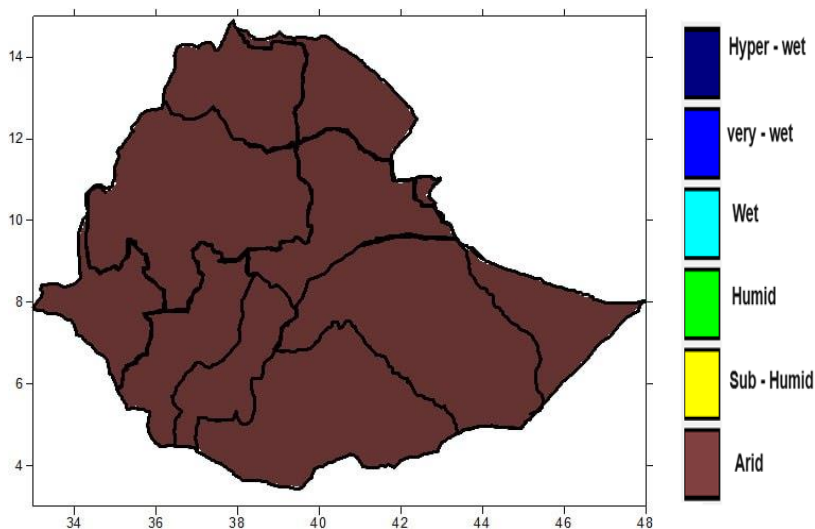 14
12
10
8
6
4
34 36 38 40 42 44 46 48
Hyper - wet
very - wet
Wet
Humid
Sub - Humid
Arid